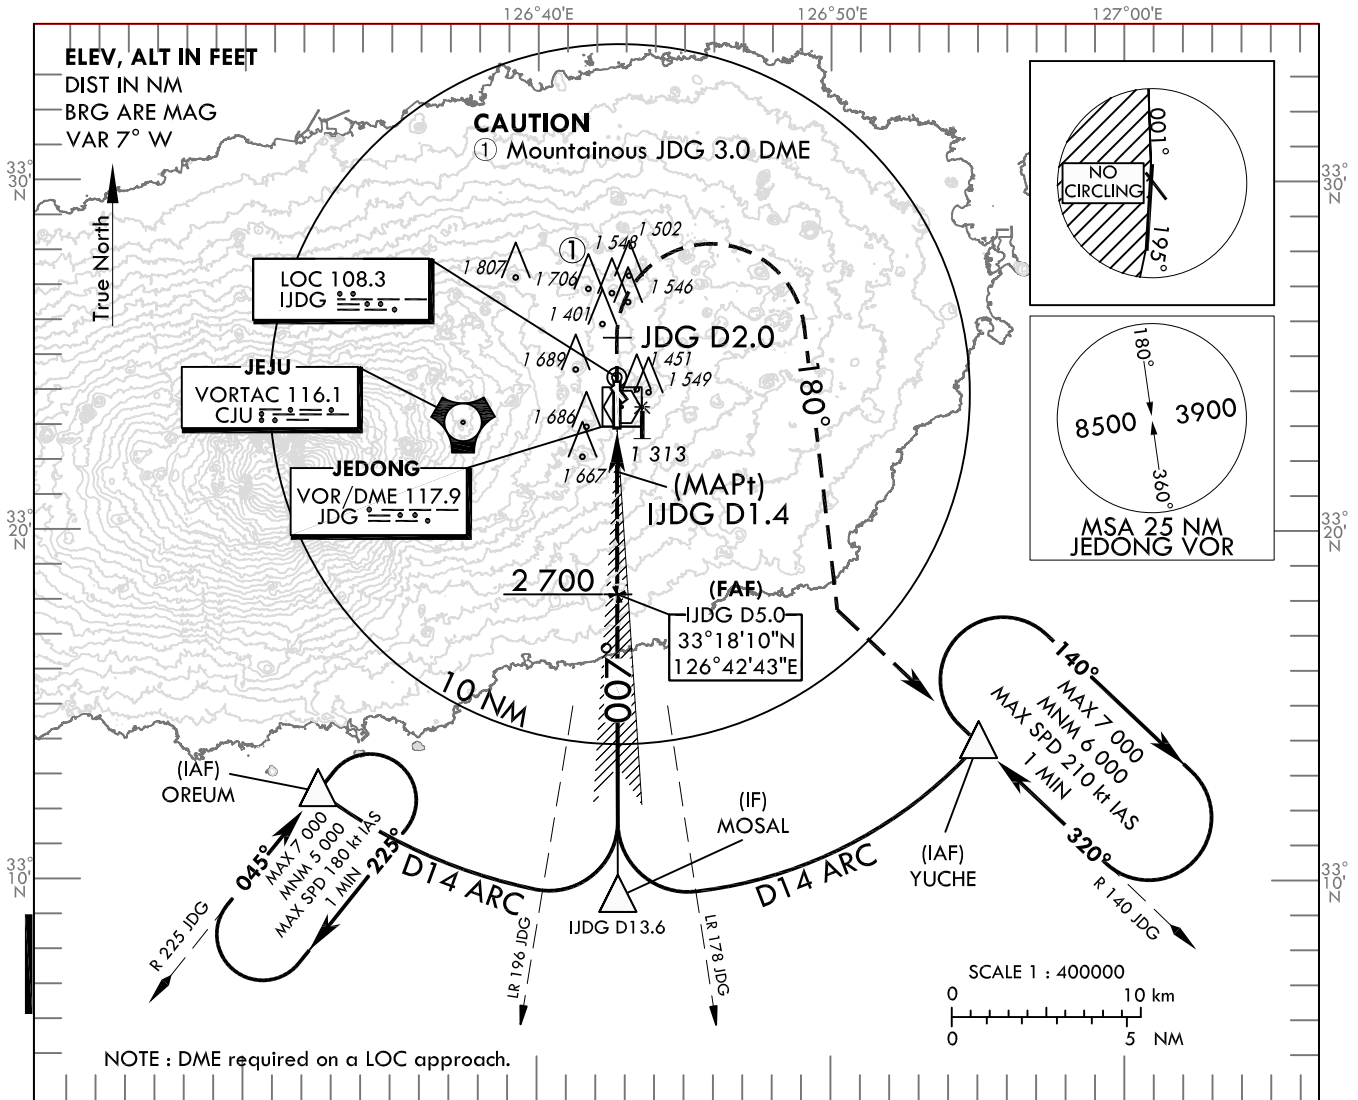 126°40'E
126°50'E
127°00'E
ELEV, ALT IN FEET
DIST IN NM
BRG ARE MAG
VAR 7° W
True North
33°
30'
N
33°
30'
N
CAUTION
① Mountainous JDG 3.0 DME
001°
NO
CIRCLING
195°
LOC 108.3
IJDG
①
1 502
1 548
1 807
1 706
1 546
1 401
JDG D2.0
1 689
1 451
1 549
JEJU
VORTAC 116.1
CJU
1 686
1 313
1 667
JEDONG
VOR/DME 117.9
JDG
180°
180°
8500
3900
360°
MSA 25 NM
JEDONG VOR
(MAPt)
IJDG D1.4
33°
20'
N
33°
20'
N
2 700
(FAF)
IJDG D5.0
33°18'10"N
126°42'43"E
007°
10 NM
140°
MAX 7 000
MNM 6 000
MAX SPD 210 kt IAS
1 MIN
320°
(IAF)
OREUM
045°
MAX 7 000
MNM 5 000
MAX SPD 180 kt IAS
1 MIN
225°
(IF)
MOSAL
(IAF)
YUCHE
D14 ARC
D14 ARC
33°
10'
N
33°
10'
N
R 225 JDG
R 140 JDG
IJDG D13.6
LR 196 JDG
LR 178 JDG
SCALE 1 : 400000
0
10 km
0
5
NM
NOTE : DME required on a LOC approach.